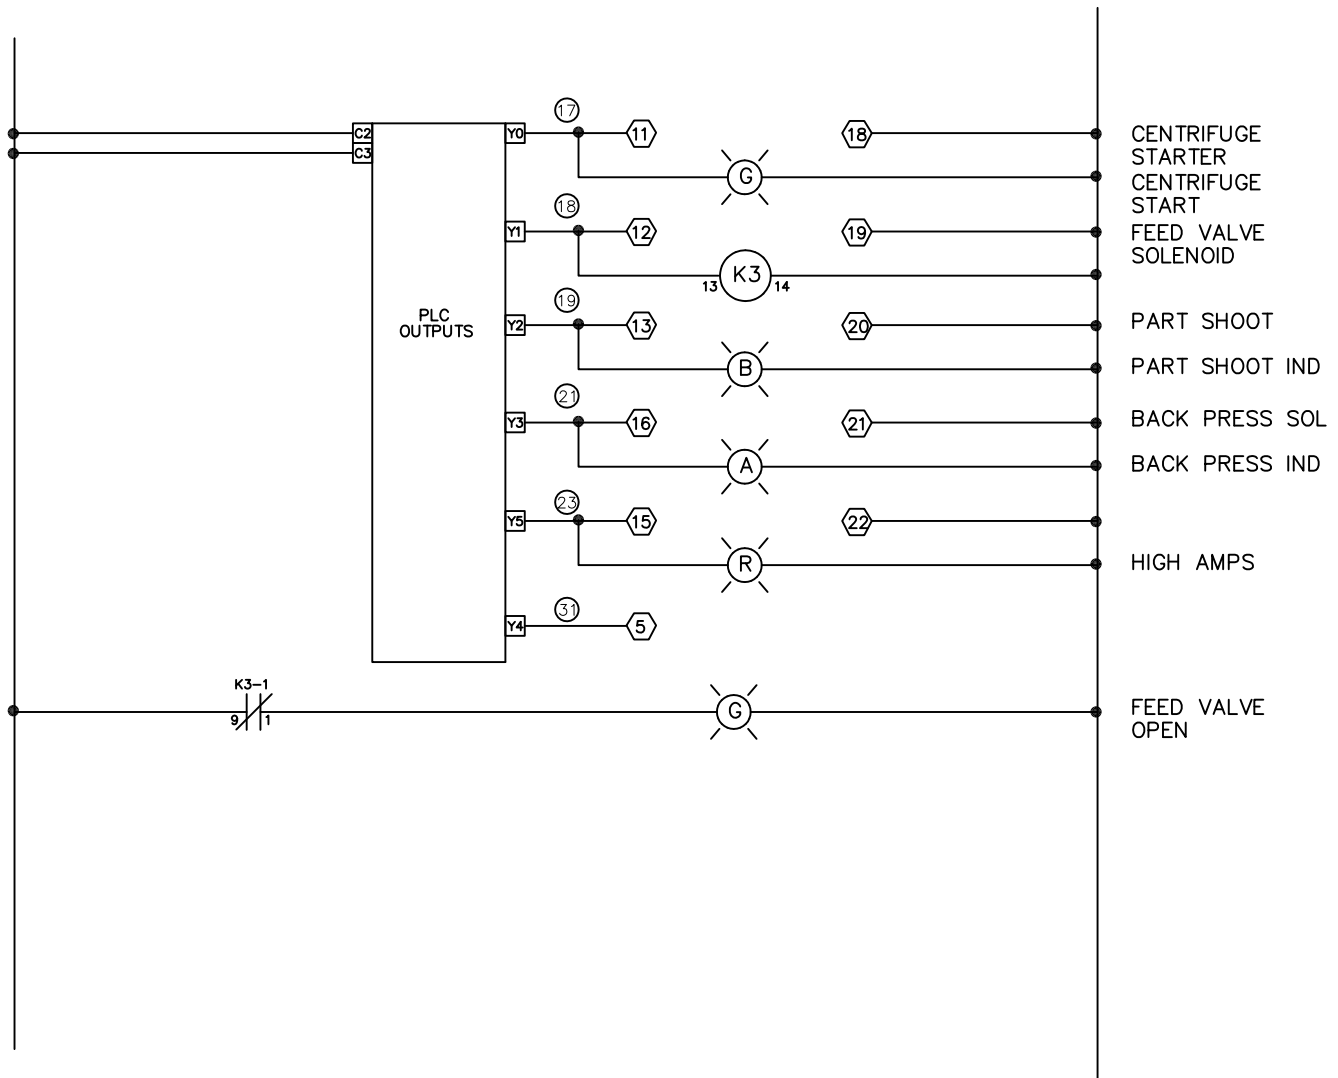 17
C2 Y0 11 18 CENTRIFUGE
STARTER
C3
G CENTRIFUGE
START
18
Y1 12 19 FEED VALVE
SOLENOID
K3
13 14
19
PLC
OUTPUTS
Y2 13 20 PART SHOOT
B PART SHOOT IND
21
Y3 16 21 BACK PRESS SOL
A BACK PRESS IND
23
Y5 15 22
R HIGH AMPS
31
Y4 5
K3-1
9 1
G FEED VALVE
OPEN